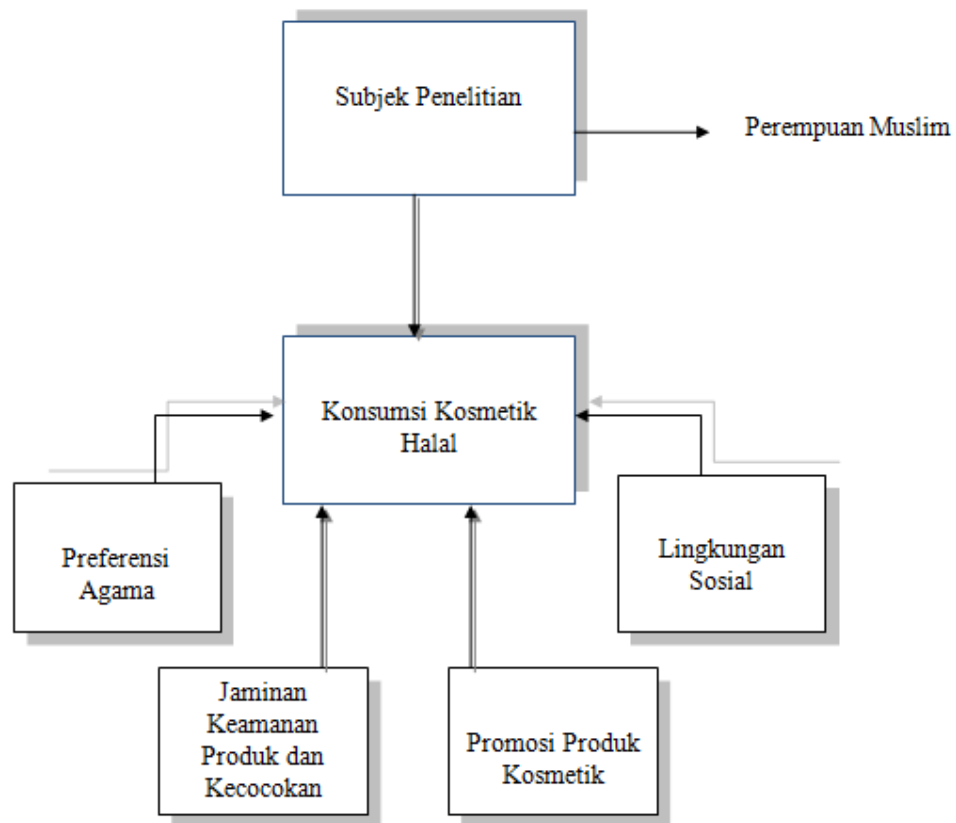 Subjek Penelitian
Perempuan Muslim
Konsumsi Kosmetik
Halal
Preferensi
Agama
Lingkungan
Sosial
Jaminan
Keamanan
Produk dan
Kecocokan
Promosi Produk
Kosmetik